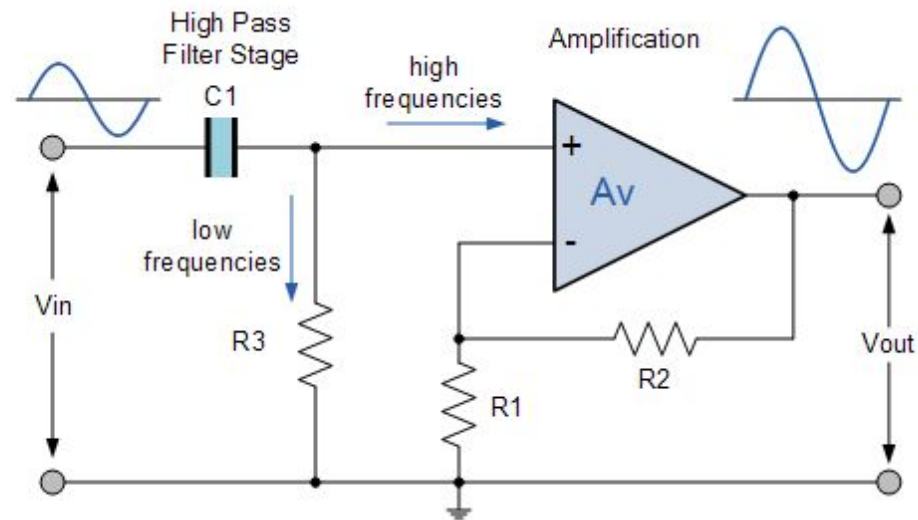 High Pass
Filter Stage
C1
high
frequencies
Amplification
+
Av
-
low
frequencies
Vin
R3
R1
R2
Vout